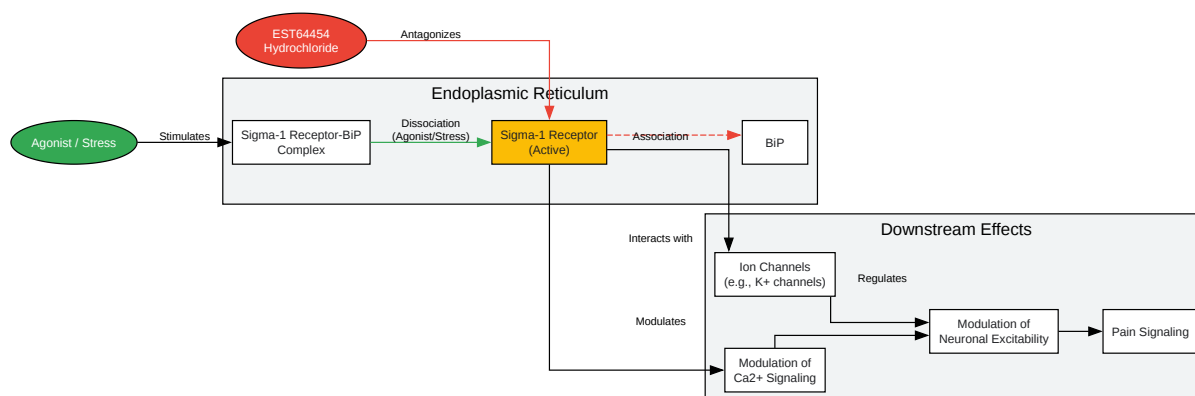 EST64454
Hydrochloride
Antagonizes
Endoplasmic Reticulum
Agonist / Stress
Stimulates
Sigma-1 Receptor-BiP
Complex
Dissociation
(Agonist/Stress)
Sigma-1 Receptor
(Active)
Association
BiP
Downstream Effects
Interacts with
Ion Channels
(e.g., K+ channels)
Regulates
Modulates
Modulation of
Neuronal Excitability
Pain Signaling
Modulation of
Ca2+ Signaling